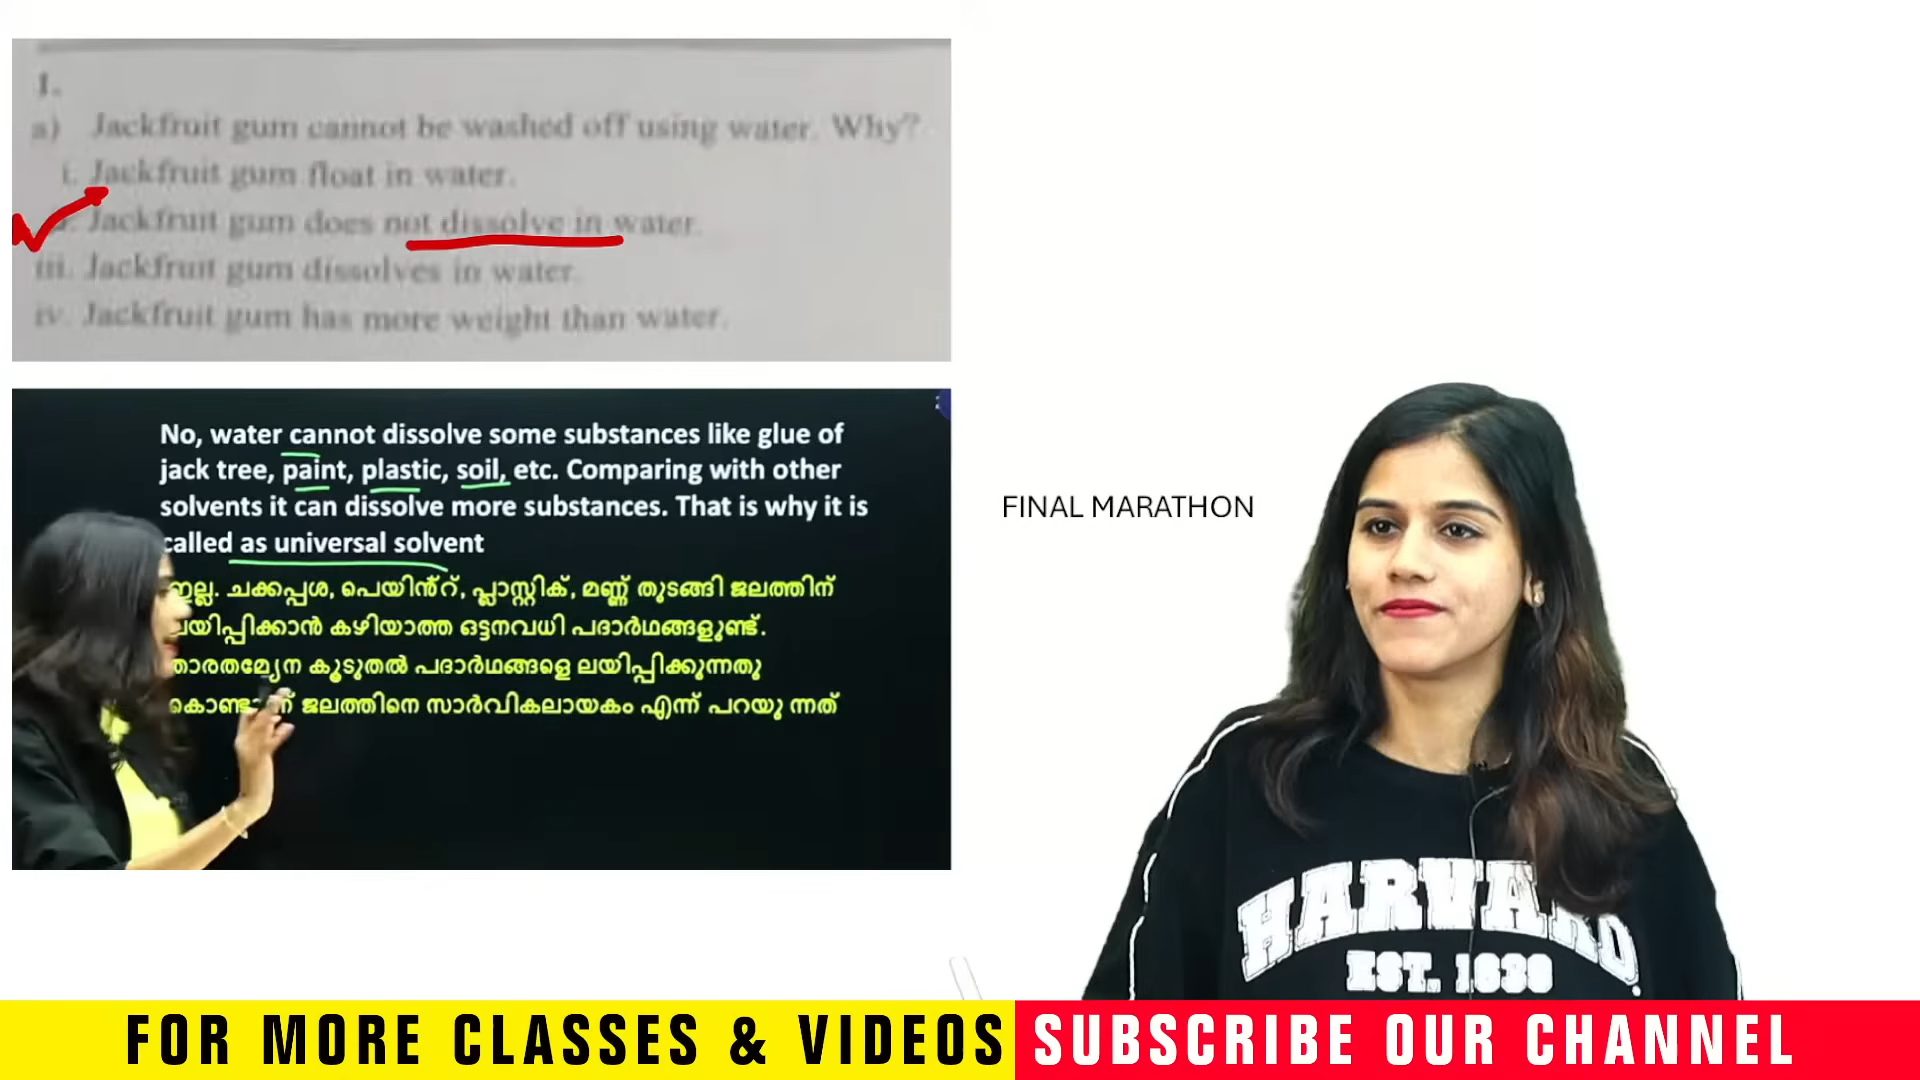 1.
a) Jackfruit gum cannot be washed off using water. Why?
i. Jackfruit gum float in water.
Jackfruit gum does not dissolve in water.
iii. Jackfruit gum dissolves in water.
iv. Jackfruit gum has more weight than water.
No, water cannot dissolve some substances like glue of
jack tree, paint, plastic, soil, etc. Comparing with other
solvents it can dissolve more substances. That is why it is
called as universal solvent
ഇല്ല. ചക്കപ്പശ, പെയിൻ്റ്, പ്ലാസ്റ്റിക്, മണ്ണ് തുടങ്ങി ജലത്തിന്
ലയിപ്പിക്കാൻ കഴിയാത്ത ഒട്ടനവധി പദാർഥങ്ങളുണ്ട്.
താരതമ്യേന കൂടുതൽ പദാർഥങ്ങളെ ലയിപ്പിക്കുന്നതു
കൊണ്ടാണ് ജലത്തിനെ സാർവികലായകം എന്ന് പറയു ന്നത്
FINAL MARATHON
HARVARD
EST. 1636
FOR MORE CLASSES & VIDEOS SUBSCRIBE OUR CHANNEL